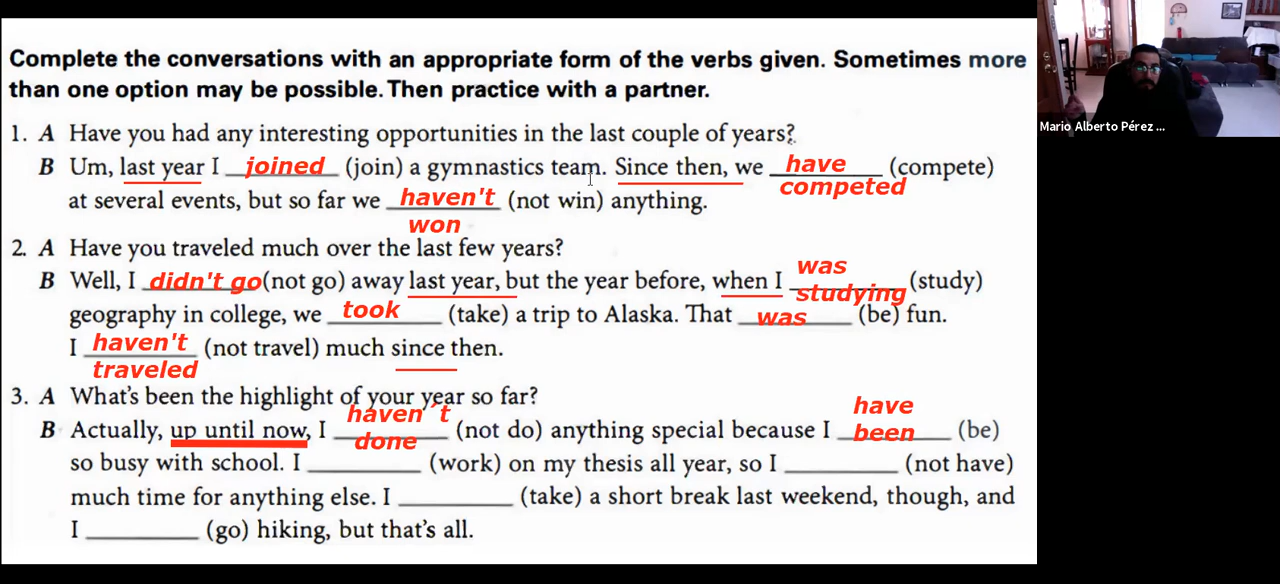 Complete the conversations with an appropriate form of the verbs given. Sometimes more
than one option may be possible. Then practice with a partner.
1. A Have you had any interesting opportunities in the last couple of years?
B Um, last year I joined (join) a gymnastics team. Since then, we have competed (compete)
at several events, but so far we haven't won (not win) anything.
2. A Have you traveled much over the last few years?
B Well, I didn't go (not go) away last year, but the year before, when I was studying (study)
geography in college, we took (take) a trip to Alaska. That was (be) fun.
I haven't traveled (not travel) much since then.
3. A What's been the highlight of your year so far?
B Actually, up until now, I haven´t done (not do) anything special because I have been (be)
so busy with school. I ________ (work) on my thesis all year, so I ________ (not have)
much time for anything else. I ________ (take) a short break last weekend, though, and
I ________ (go) hiking, but that's all.
Mario Alberto Pérez ...